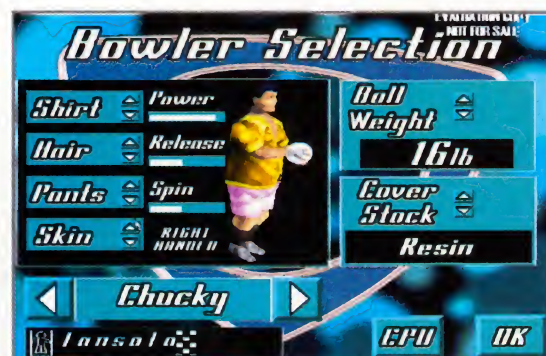 EVALUATION COPY
NOT FOR SALE
Bowler Selection
Shirt
Power
Hair
Release
Pants
Spin
Skin
RIGHT
HANDED
Ball
Weight
16lb
Cover
Stock
Resin
Chucky
CPU
OK